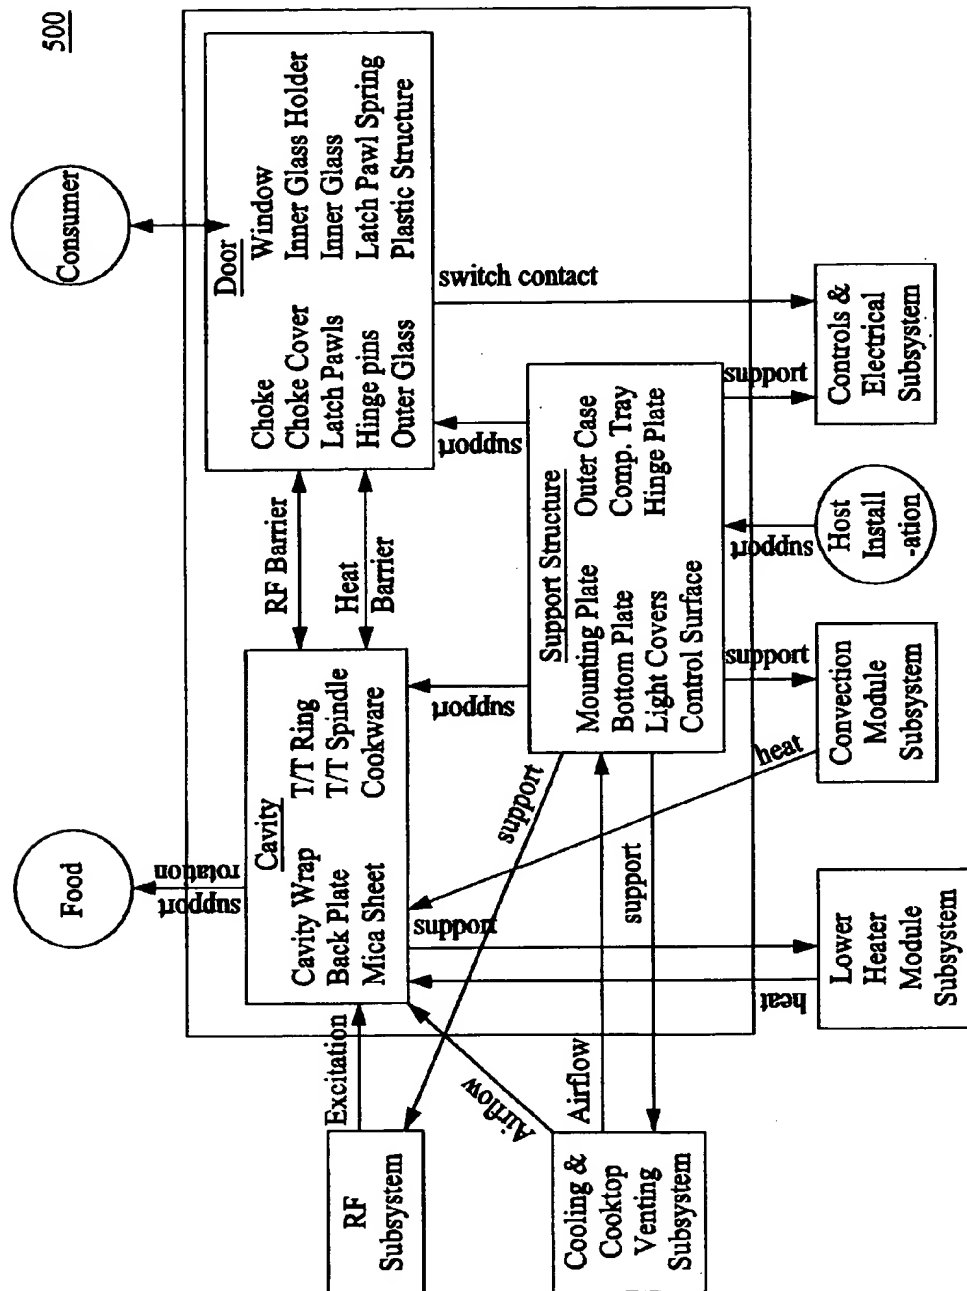 500
Food
Consumer
support
rotation
Cavity
Cavity Wrap
Back Plate
Mica Sheet
T/T Ring
T/T Spindle
Cookware
RF Barrier
Heat
Barrier
Door
Choke
Choke Cover
Latch Pawls
Hinge pins
Outer Glass
Window
Inner Glass Holder
Inner Glass
Latch Pawl Spring
Plastic Structure
RF
Subsystem
Excitation
Airflow
support
support
support
support
switch contact
Cooling &
Cooktop
Venting
Subsystem
Airflow
support
Support Structure
Mounting Plate
Bottom Plate
Light Covers
Control Surface
Outer Case
Comp. Tray
Hinge Plate
heat
heat
support
support
support
Lower
Heater
Module
Subsystem
Convection
Module
Subsystem
Host
Install
-ation
Controls &
Electrical
Subsystem